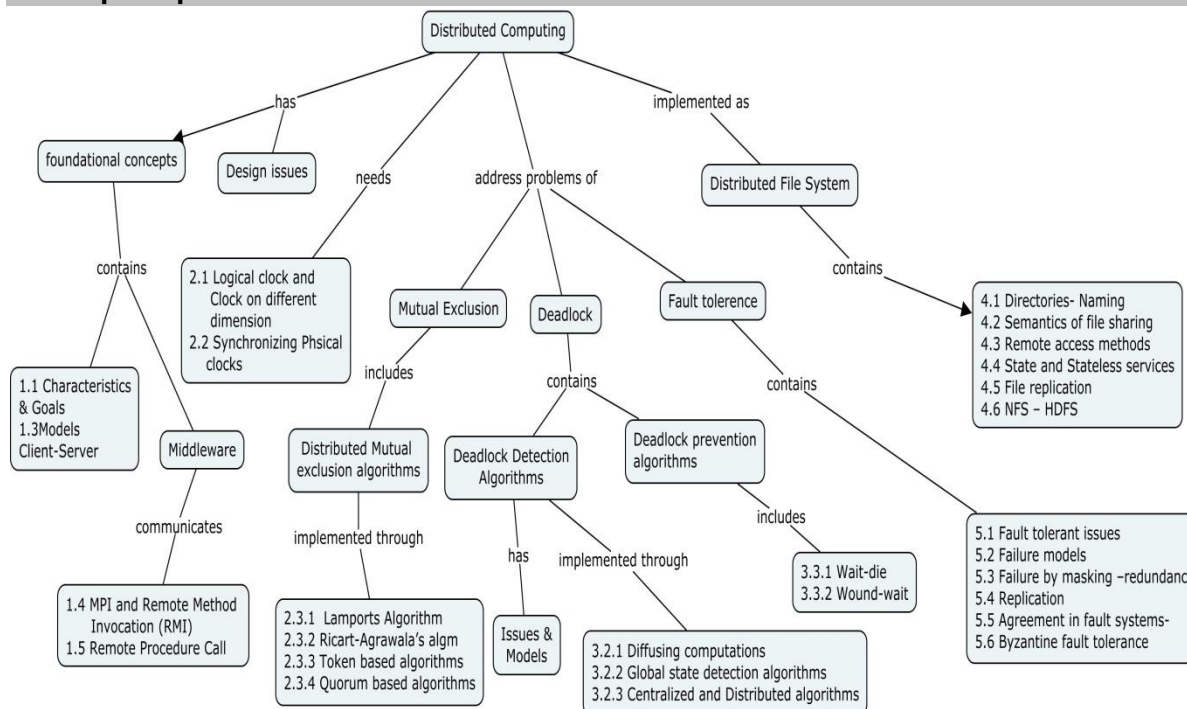 Distributed Computing
has
implemented as
foundational concepts
Design issues
needs
address problems of
Distributed File System
contains
2.1 Logical clock and
Clock on different
dimension
2.2 Synchronizing Phsical
clocks
Mutual Exclusion
Deadlock
Fault tolerence
contains
4.1 Directories- Naming
4.2 Semantics of file sharing
4.3 Remote access methods
4.4 State and Stateless services
4.5 File replication
4.6 NFS – HDFS
includes
contains
contains
1.1 Characteristics
& Goals
1.3Models
Client-Server
Middleware
Distributed Mutual
exclusion algorithms
Deadlock Detection
Algorithms
Deadlock prevention
algorithms
communicates
implemented through
has
implemented through
includes
5.1 Fault tolerant issues
5.2 Failure models
5.3 Failure by masking –redundanc
5.4 Replication
5.5 Agreement in fault systems-
5.6 Byzantine fault tolerance
3.3.1 Wait-die
3.3.2 Wound-wait
1.4 MPI and Remote Method
Invocation (RMI)
1.5 Remote Procedure Call
2.3.1 Lamports Algorithm
2.3.2 Ricart-Agrawala's algm
2.3.3 Token based algorithms
2.3.4 Quorum based algorithms
Issues &
Models
3.2.1 Diffusing computations
3.2.2 Global state detection algorithms
3.2.3 Centralized and Distributed algorithms